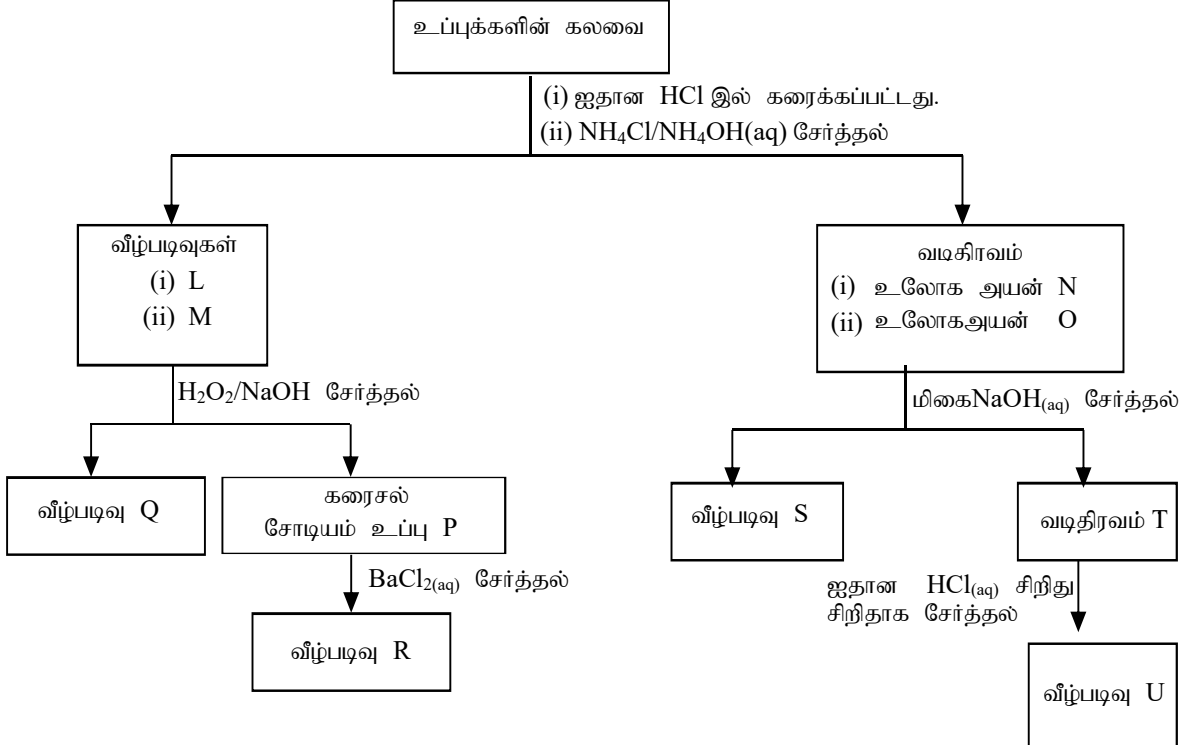 உப்புக்களின் கலவை
(i) ஐதான HCl இல் கரைக்கப்பட்டது.
(ii) NH₄Cl/NH₄OH(aq) சேர்த்தல்
வீழ்படிவுகள்
(i) L
(ii) M
வடிகிரவம்
(i) உலோக அயன் N
(ii) உலோகஅயன் O
H₂O₂/NaOH சேர்த்தல்
மிகைNaOH(aq) சேர்த்தல்
வீழ்படிவு Q
கரைசல்
சோடியம் உப்பு P
வீழ்படிவு S
வடிதிரவம் T
BaCl₂(aq) சேர்த்தல்
ஐதான HCl(aq) சிறிது
சிறிதாக சேர்த்தல்
வீழ்படிவு R
வீழ்படிவு U